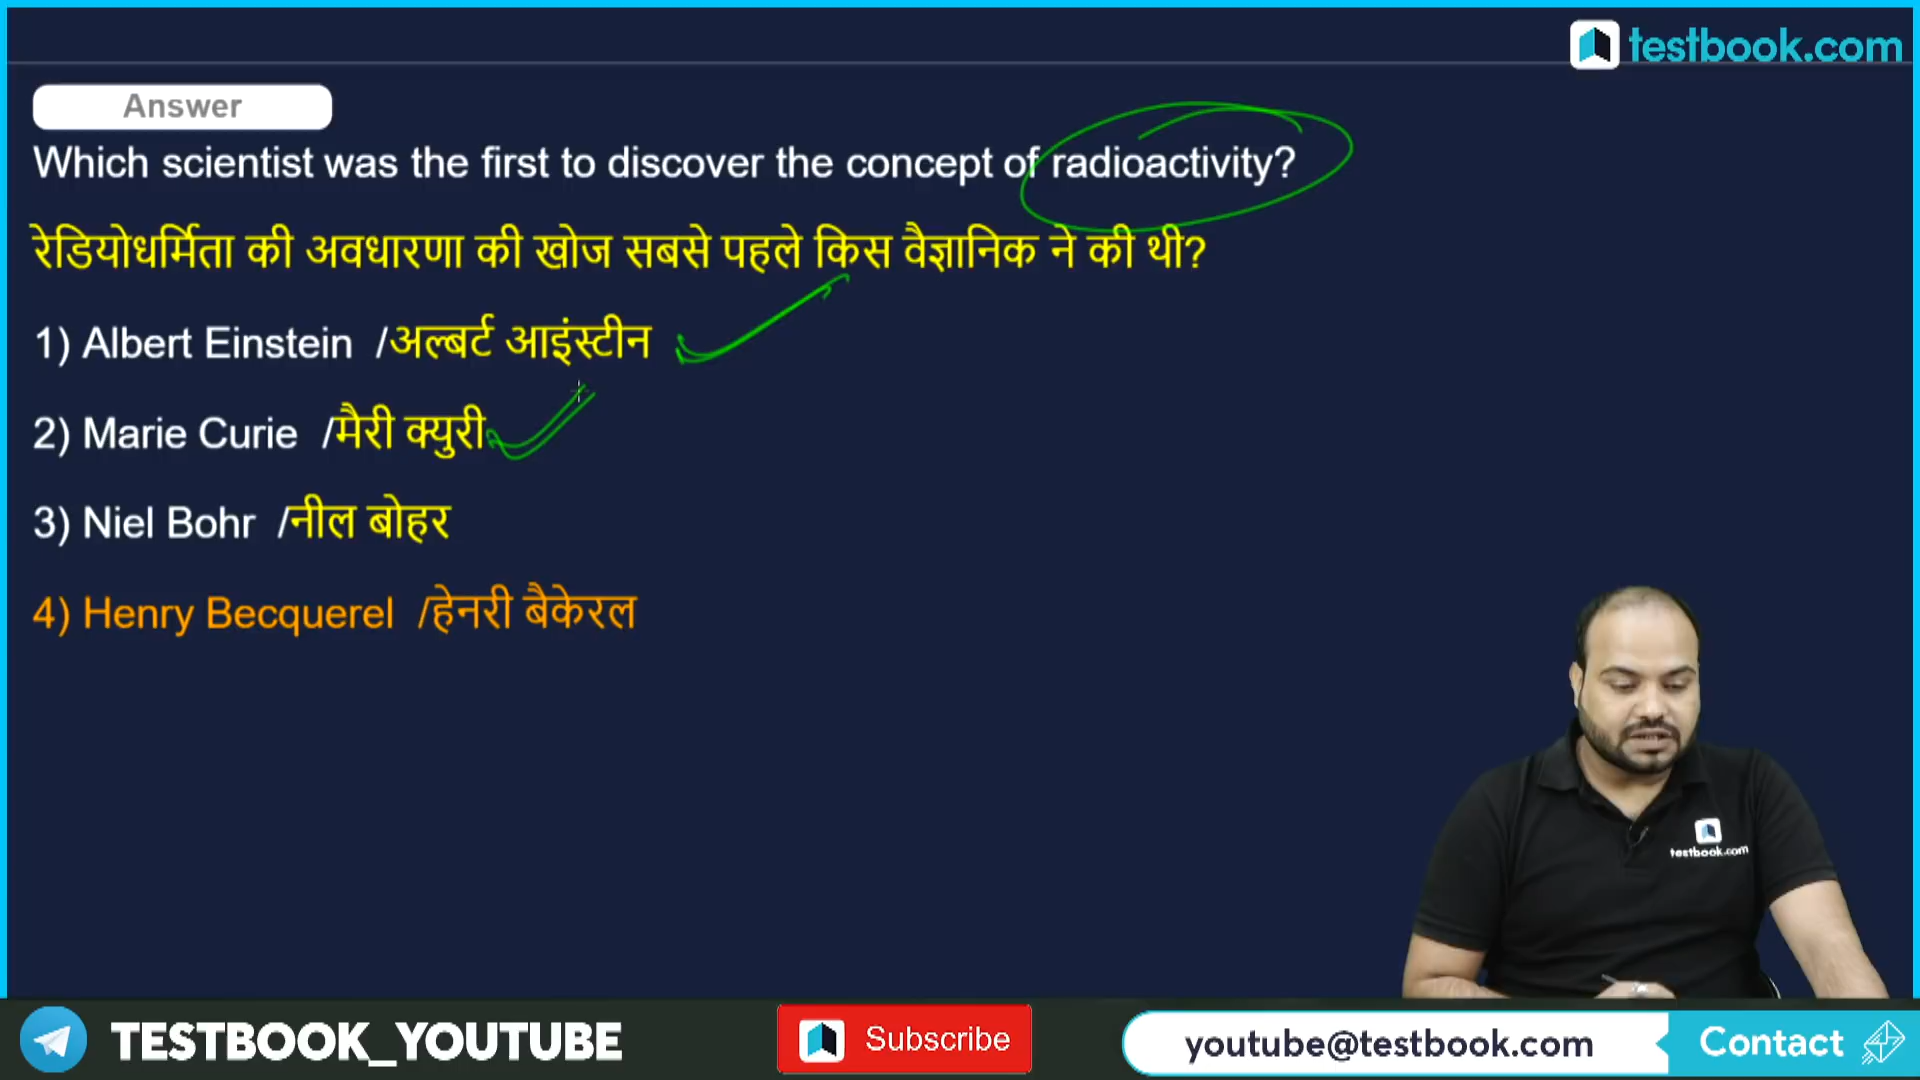 testbook.com
Answer
Which scientist was the first to discover the concept of radioactivity?
रेडियोधर्मिता की अवधारणा की खोज सबसे पहले किस वैज्ञानिक ने की थी?
1) Albert Einstein /अल्बर्ट आइंस्टीन
2) Marie Curie /मैरी क्युरी
3) Niel Bohr /नील बोहर
4) Henry Becquerel /हेनरी बैकेरल
testbook.com
TESTBOOK_YOUTUBE
Subscribe
youtube@testbook.com
Contact